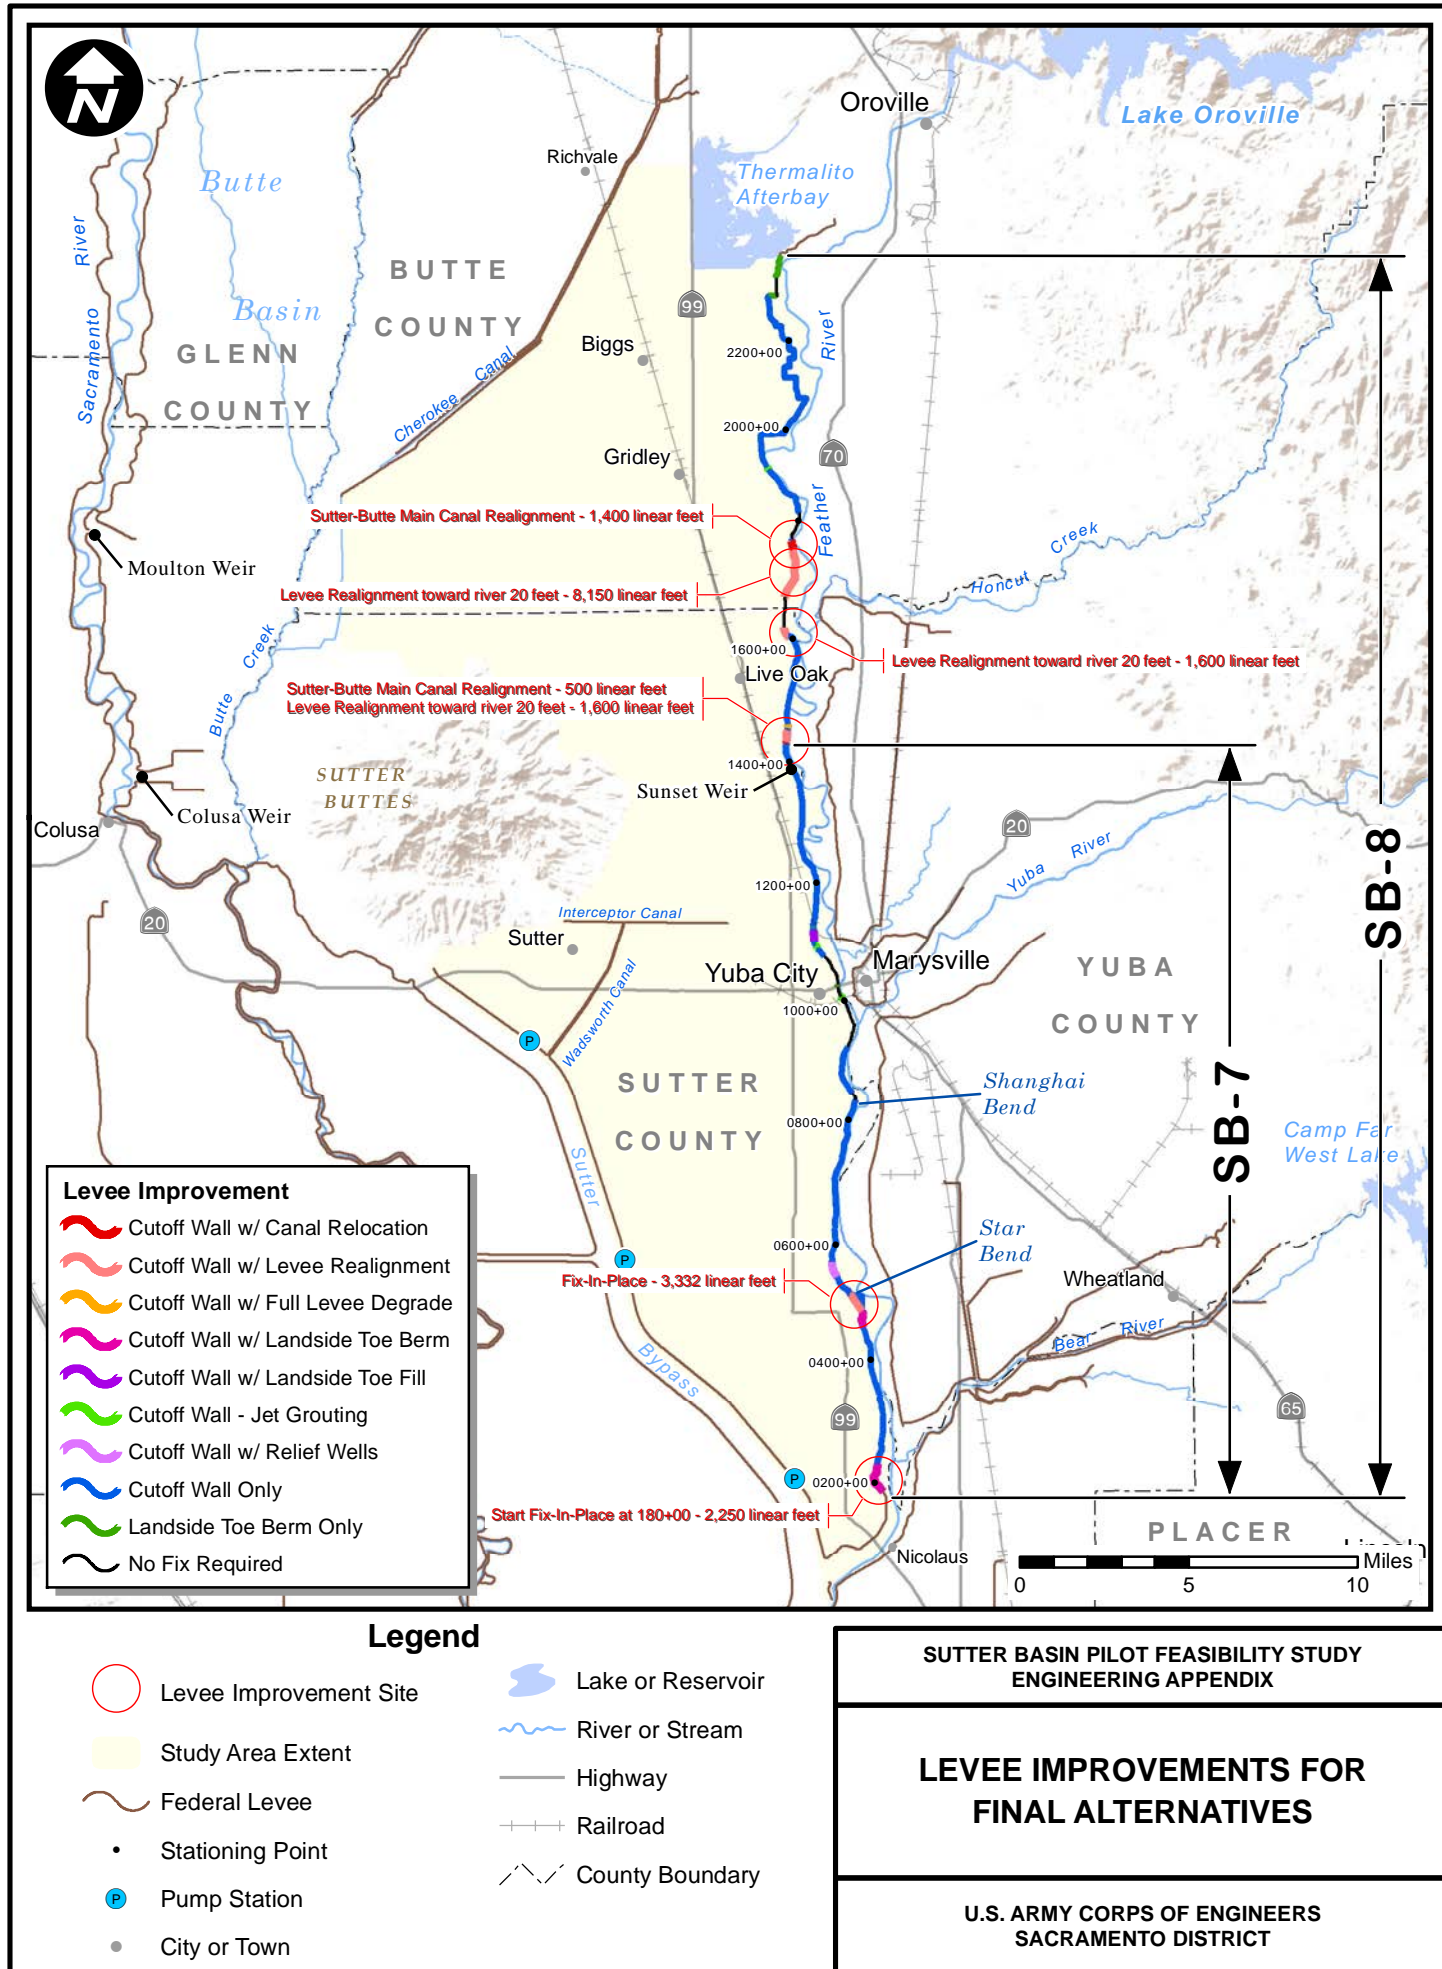 N
Oroville
Lake Oroville
Richvale
Thermalito
Afterbay
Butte
Basin
River
Sacramento
BUTTE
COUNTY
GLENN
COUNTY
99
Biggs
River
2200+00
Cherokee Canal
2000+00
70
Gridley
Feather
Sutter-Butte Main Canal Realignment - 1,400 linear feet
Creek
Honcut
Moulton Weir
Levee Realignment toward river 20 feet - 8,150 linear feet
1600+00
Levee Realignment toward river 20 feet - 1,600 linear feet
Live Oak
Butte Creek
Sutter-Butte Main Canal Realignment - 500 linear feet
Levee Realignment toward river 20 feet - 1,600 linear feet
1400+00
Sunset Weir
SUTTER
BUTTES
Colusa Weir
Colusa
20
Yuba River
SB-8
1200+00
Interceptor Canal
20
Sutter
Yuba City
Marysville
YUBA
COUNTY
1000+00
Wadsworth Canal
P
SUTTER
COUNTY
Shanghai
Bend
SB-7
0800+00
Camp Far
West Lake
Sutter
Bypass
Star
Bend
0600+00
P
Wheatland
Fix-In-Place - 3,332 linear feet
Bear River
0400+00
99
65
P
0200+00
Start Fix-In-Place at 180+00 - 2,250 linear feet
PLACER
Lincoln
Nicolaus
Miles
0 5 10
Levee Improvement
Cutoff Wall w/ Canal Relocation
Cutoff Wall w/ Levee Realignment
Cutoff Wall w/ Full Levee Degrade
Cutoff Wall w/ Landside Toe Berm
Cutoff Wall w/ Landside Toe Fill
Cutoff Wall - Jet Grouting
Cutoff Wall w/ Relief Wells
Cutoff Wall Only
Landside Toe Berm Only
No Fix Required
Legend
Levee Improvement Site
Study Area Extent
Federal Levee
Stationing Point
P
Pump Station
City or Town
Lake or Reservoir
River or Stream
Highway
Railroad
County Boundary
SUTTER BASIN PILOT FEASIBILITY STUDY
ENGINEERING APPENDIX
LEVEE IMPROVEMENTS FOR
FINAL ALTERNATIVES
U.S. ARMY CORPS OF ENGINEERS
SACRAMENTO DISTRICT